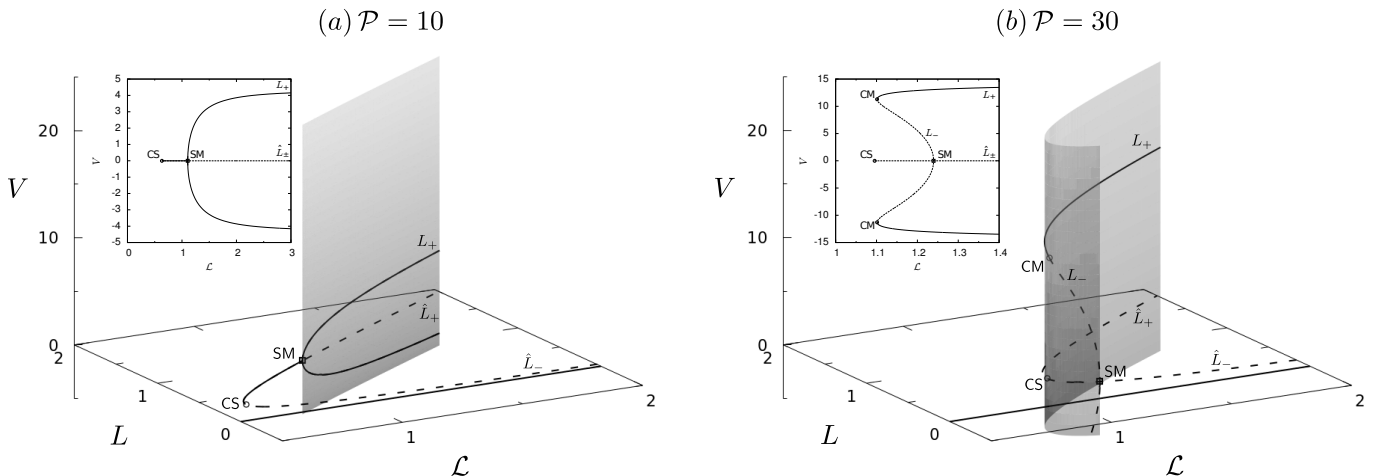 (a) 𝒫 = 10
V
20
10
0
2
1
0
L
1
2
ℒ
L₊
L̂₊
L̂₋
SM
CS
5
4
3
2
1
0
-1
-2
-3
-4
-5
V
0
1
2
3
ℒ
L₊
CS
SM
L̂±
(b) 𝒫 = 30
V
20
10
0
2
1
0
L
1
2
ℒ
L₊
CM
L₋
L̂₊
L̂₋
CS
SM
15
10
5
0
-5
-10
-15
V
1
1.1
1.2
1.3
1.4
ℒ
CM
L₊
L₋
CS
SM
L̂±
CM